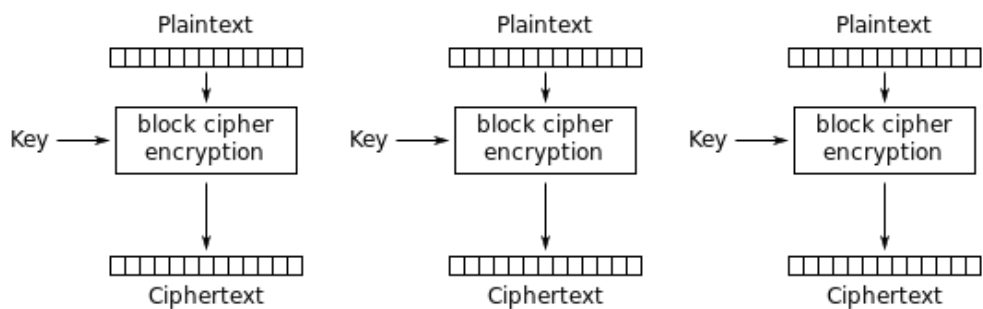 Plaintext
Plaintext
Plaintext
Key
block cipher
encryption
Key
block cipher
encryption
Key
block cipher
encryption
Ciphertext
Ciphertext
Ciphertext